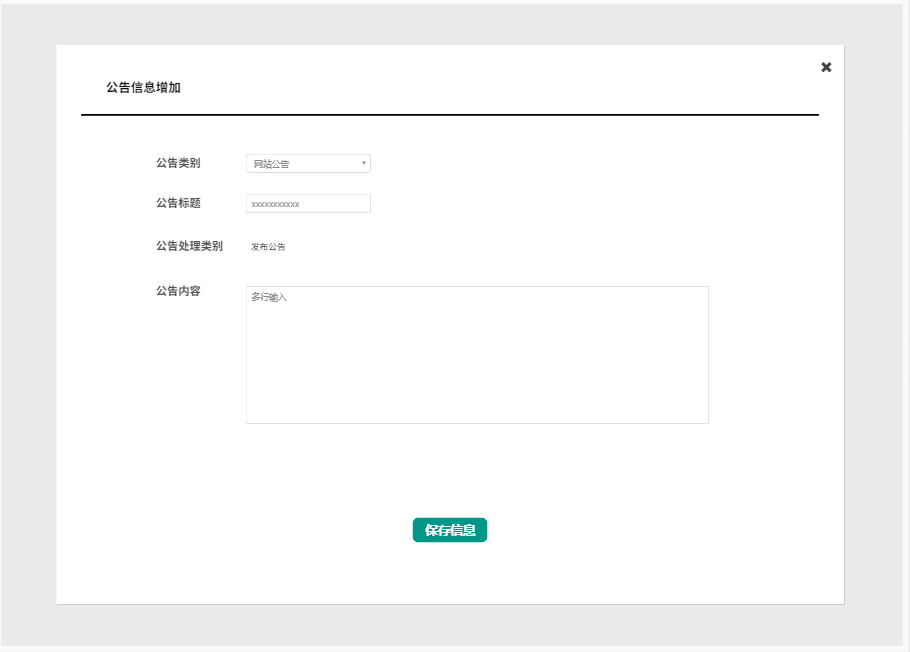 公告信息增加
公告类别 网站公告
公告标题 xxxxxxxxxxx
公告处理类别 发布公告
公告内容 多行输入
保存信息